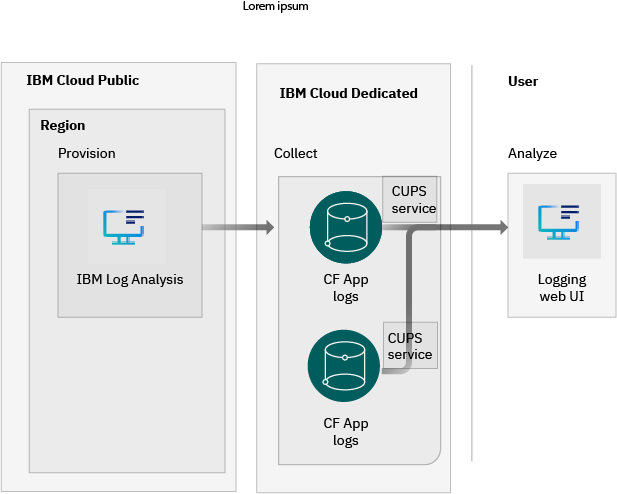 Lorem ipsum
IBM Cloud Public
Region
Provision
IBM Log Analysis
IBM Cloud Dedicated
Collect
CUPS
service
CF App
logs
CUPS
service
CF App
logs
User
Analyze
Logging
web UI